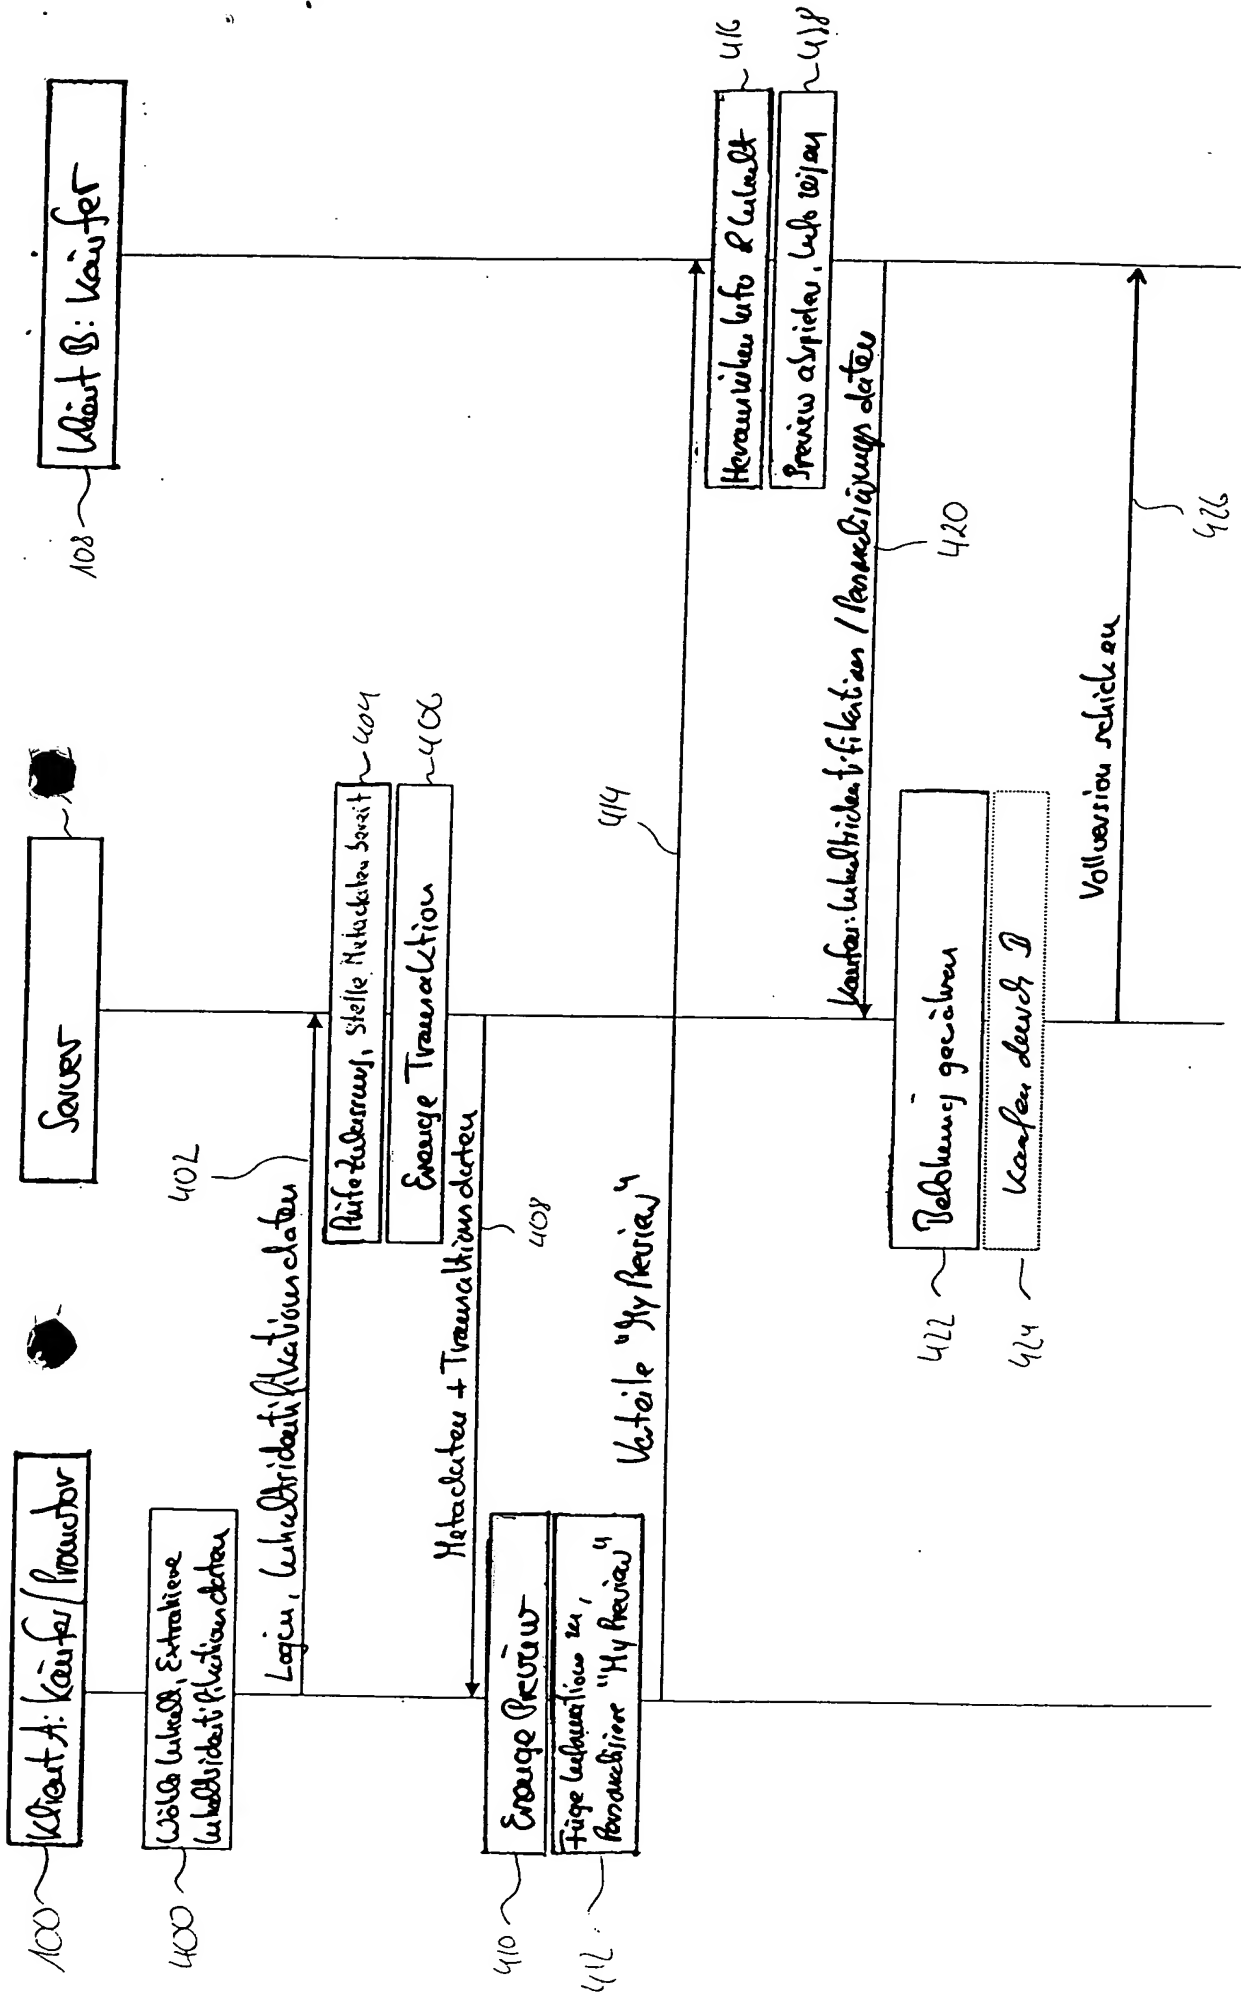 100
Klient A: Käufer/Promotor
Server
108
Klient B: Käufer
400
Wähle Inhalt, Extrahiere
Inhaltsidentifikationsdaten
402
Login, Inhaltsidentifikationsdaten
Prüfe Zulassung, Stelle Metadaten bereit
404
Erzeuge Transaktion
406
Metadaten + Transaktionsdaten
408
410
Erzeuge Preview
412
Füge Information zu,
Personalisiere "My Preview"
Verteile "My Preview"
414
Info & Inhalt
416
Preview abspielen, Info zeigen
418
Kaufen: Inhaltsidentifikations / Personalisierungsdaten
420
422
Belohnung gewähren
424
Kaufen durch D
Vollversion schicken
426